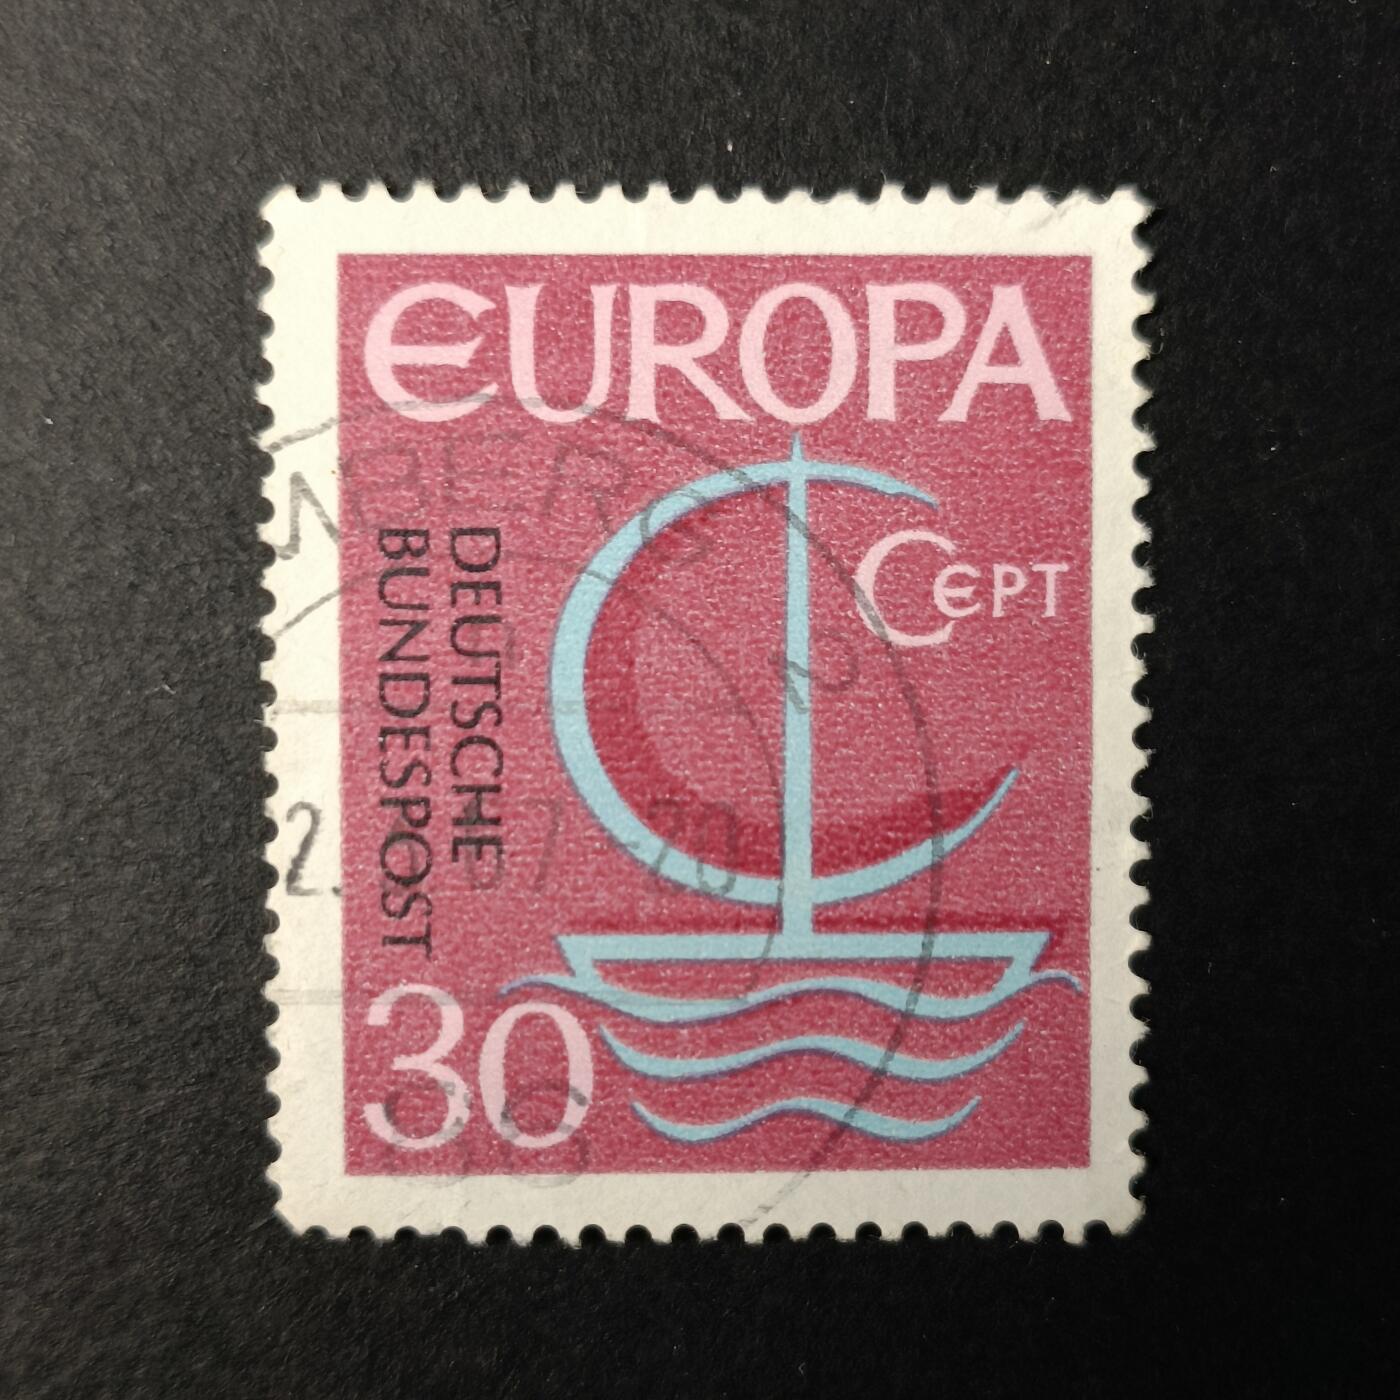 EUROPA
CEPT
DEUTSCHE
BUNDESPOST
30